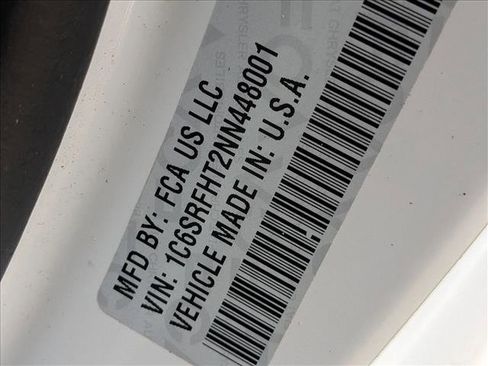 MFD BY: FCA US LLC
VIN: 1C6SRFHT2NN448001
VEHICLE MADE IN: U.S.A.